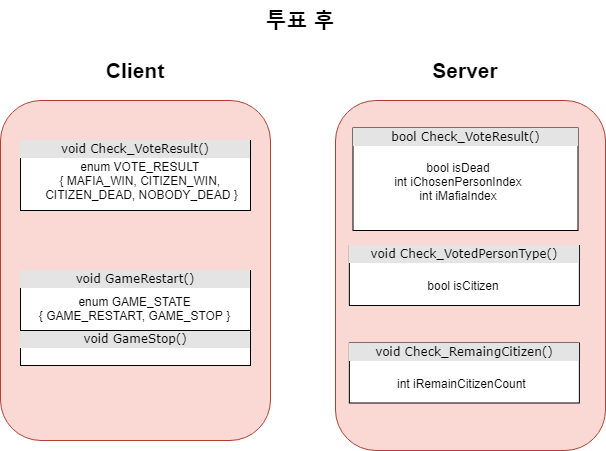 투표 후
Client
void Check_VoteResult()
enum VOTE_RESULT
{ MAFIA_WIN, CITIZEN_WIN,
CITIZEN_DEAD, NOBODY_DEAD }
void GameRestart()
enum GAME_STATE
{ GAME_RESTART, GAME_STOP }
void GameStop()
Server
bool Check_VoteResult()
bool isDead
int iChosenPersonIndex
int iMafiaIndex
void Check_VotedPersonType()
bool isCitizen
void Check_RemaingCitizen()
int iRemainCitizenCount